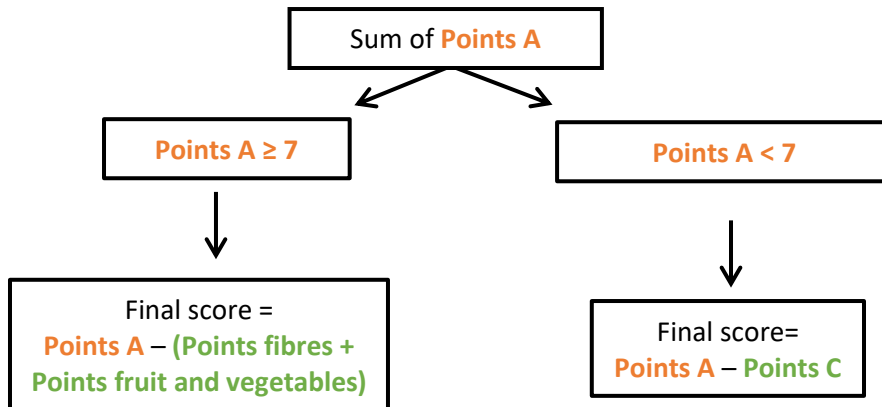 Sum of Points A
Points A ≥ 7
Points A < 7
Final score =
Points A – (Points fibres +
Points fruit and vegetables)
Final score=
Points A – Points C